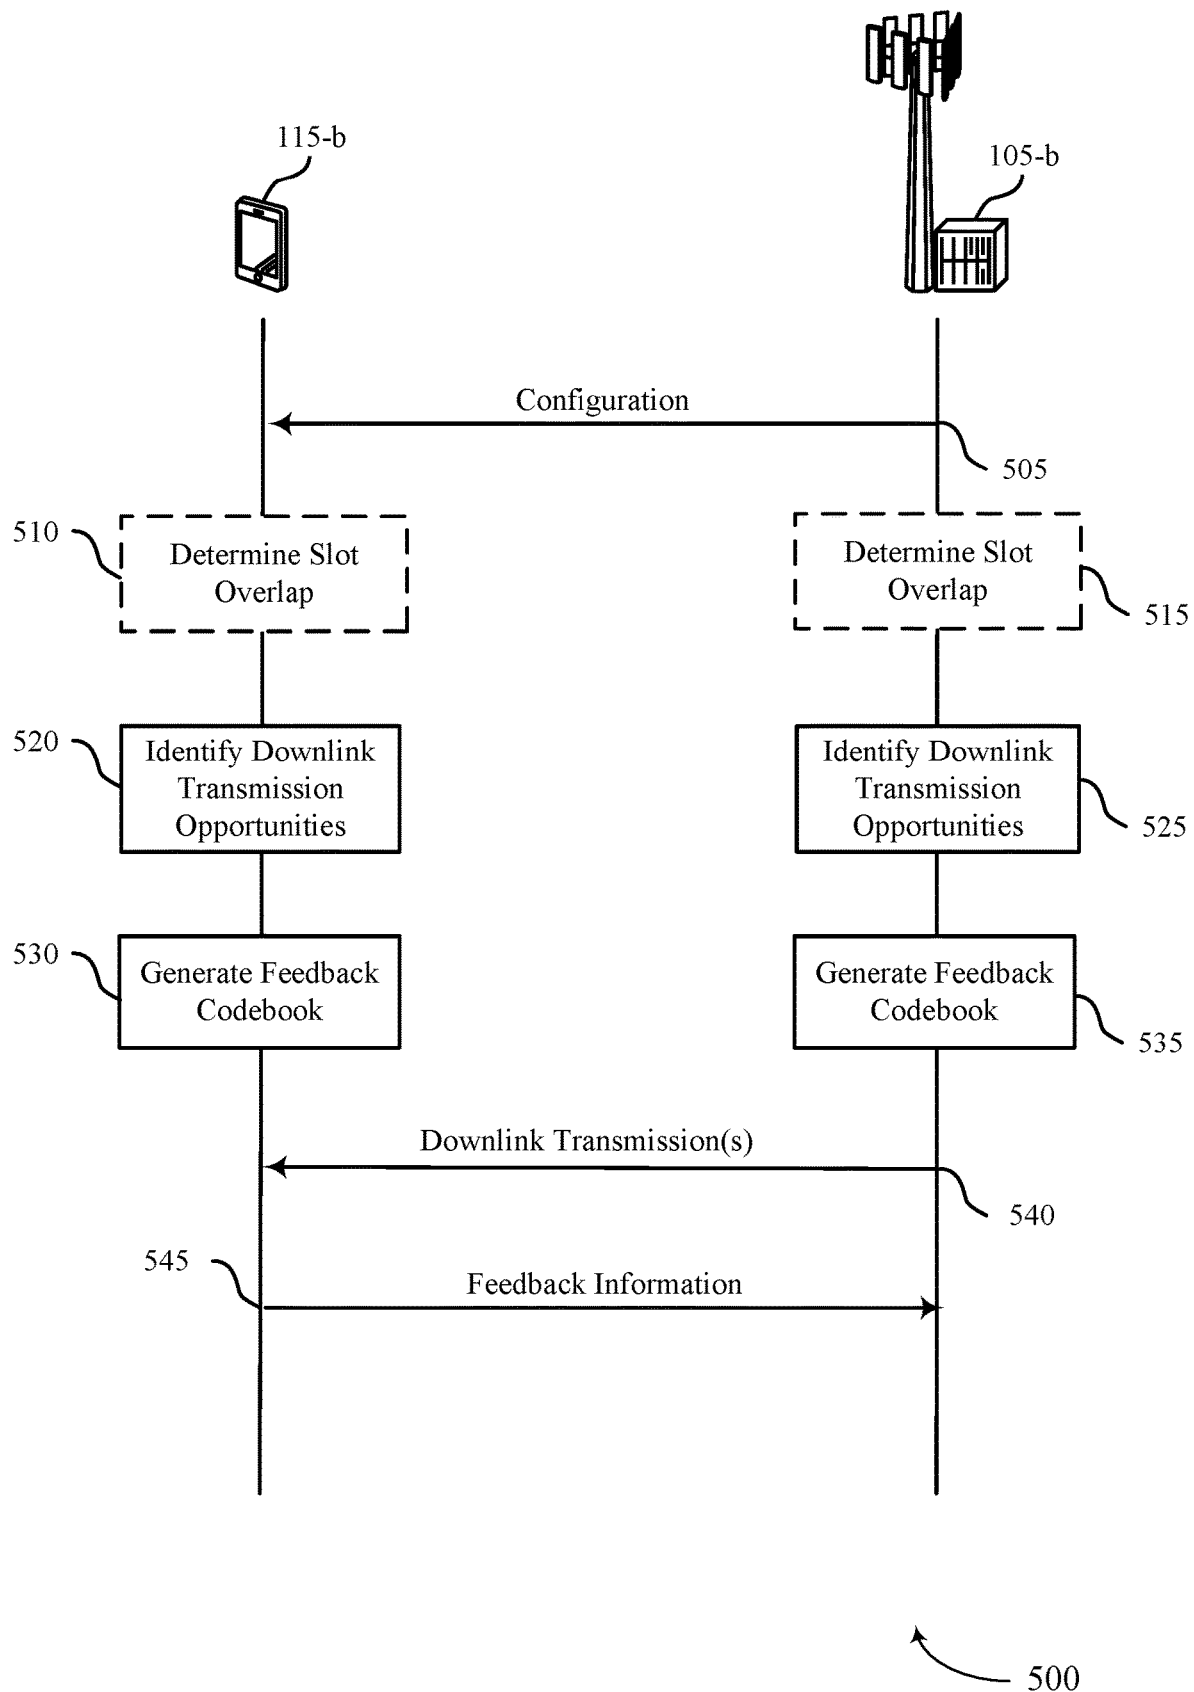 115-b
105-b
Configuration
505
510
Determine Slot
Overlap
Determine Slot
Overlap
515
520
Identify Downlink
Transmission
Opportunities
Identify Downlink
Transmission
Opportunities
525
530
Generate Feedback
Codebook
Generate Feedback
Codebook
535
Downlink Transmission(s)
540
545
Feedback Information
500